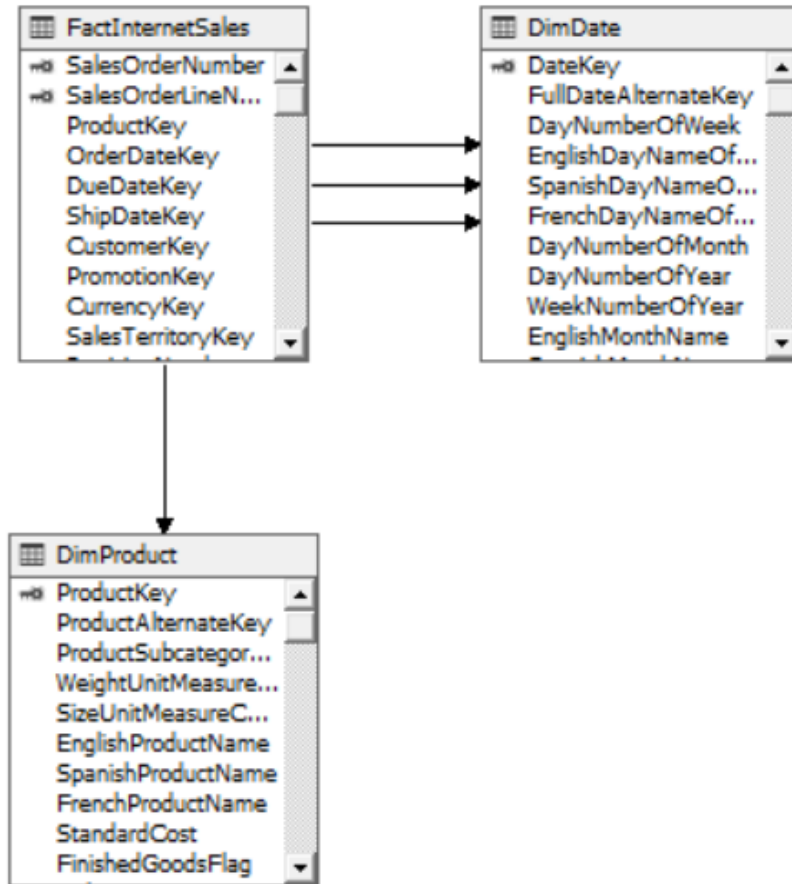 FactInternetSales
SalesOrderNumber
SalesOrderLineN...
ProductKey
OrderDateKey
DueDateKey
ShipDateKey
CustomerKey
PromotionKey
CurrencyKey
SalesTerritoryKey
DimDate
DateKey
FullDateAlternateKey
DayNumberOfWeek
EnglishDayNameOf...
SpanishDayNameO...
FrenchDayNameOf...
DayNumberOfMonth
DayNumberOfYear
WeekNumberOfYear
EnglishMonthName
DimProduct
ProductKey
ProductAlternateKey
ProductSubcategor...
WeightUnitMeasure...
SizeUnitMeasureC...
EnglishProductName
SpanishProductName
FrenchProductName
StandardCost
FinishedGoodsFlag